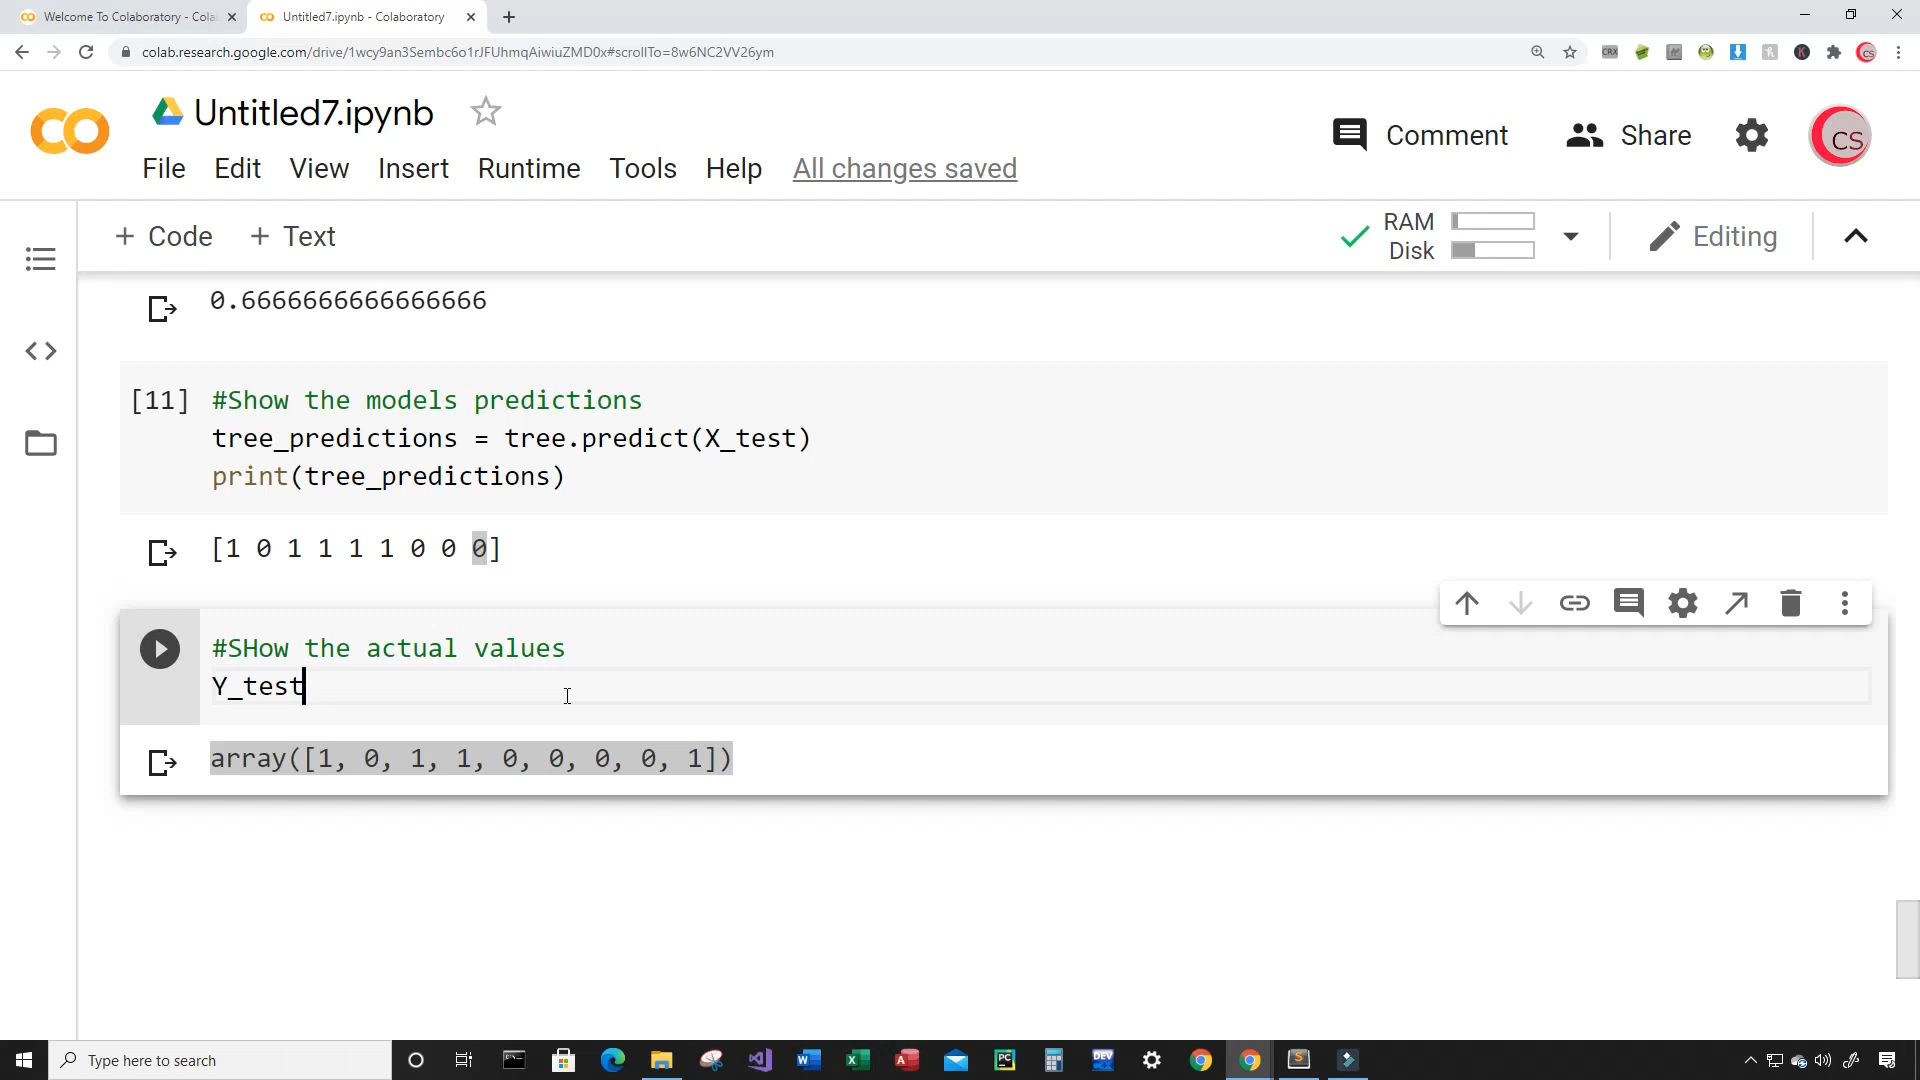 Welcome To Colaboratory - Cola
Untitled7.ipynb - Colaboratory
colab.research.google.com/drive/1wcy9an3Sembc6o1rJFUhmqAiwiuZMD0x#scrollTo=8w6NC2VV26ym
CRX
K
CS
Untitled7.ipynb
Comment
Share
CS
File Edit View Insert Runtime Tools Help All changes saved
+ Code + Text
RAM
Disk
Editing
0.6666666666666666
[11] #Show the models predictions
tree_predictions = tree.predict(X_test)
print(tree_predictions)
[1 0 1 1 1 1 0 0 0]
#SHow the actual values
Y_test
array([1, 0, 1, 1, 0, 0, 0, 0, 1])
Type here to search
PC
DEV